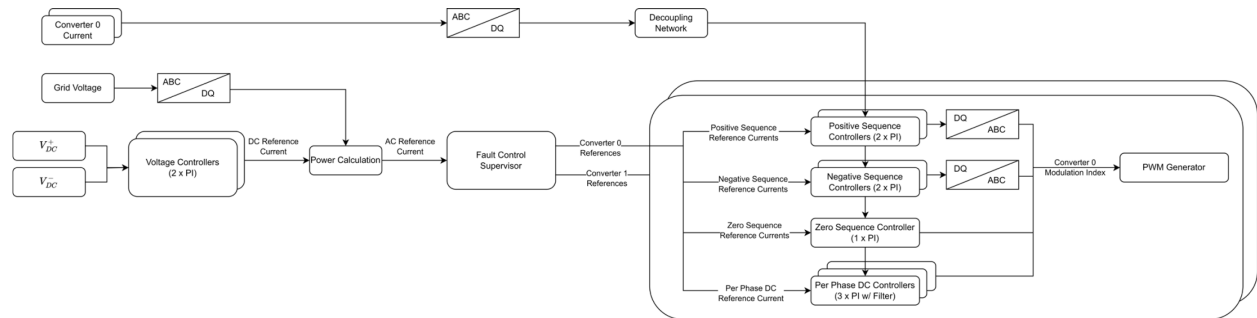 Converter 0
Current
ABC
DQ
Decoupling
Network
Grid Voltage
ABC
DQ
V_{DC}^{+}
V_{DC}^{-}
Voltage Controllers
(2 x PI)
DC Reference
Current
Power Calculation
AC Reference
Current
Fault Control
Supervisor
Converter 0
References
Converter 1
References
Positive Sequence
Reference Currents
Positive Sequence
Controllers (2 x PI)
DQ
ABC
Negative Sequence
Reference Currents
Negative Sequence
Controllers (2 x PI)
DQ
ABC
Zero Sequence
Reference Currents
Zero Sequence Controller
(1 x PI)
Per Phase DC
Reference Current
Per Phase DC Controllers
(3 x PI w/ Filter)
Converter 0
Modulation Index
PWM Generator